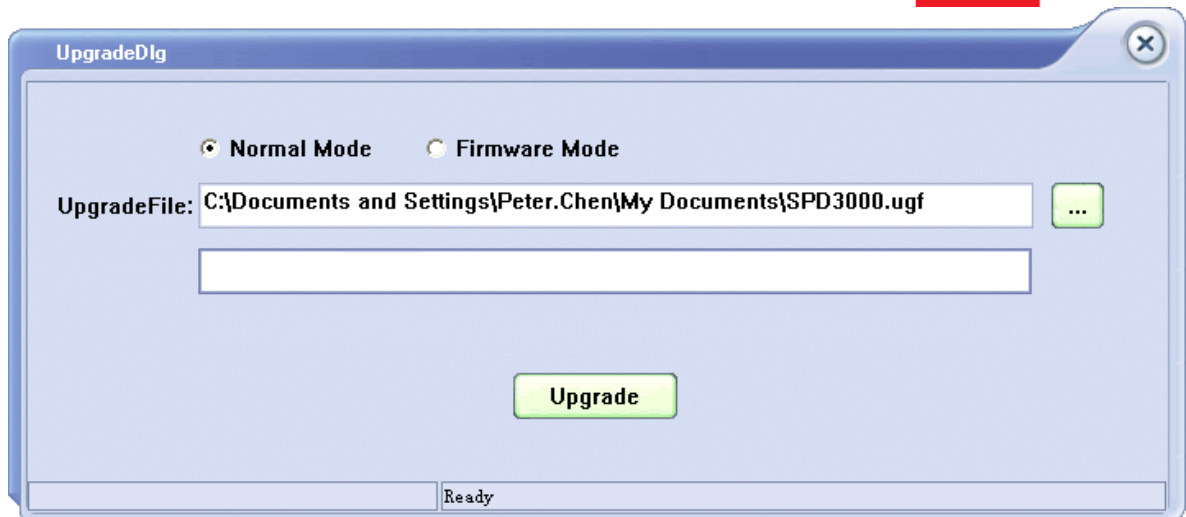 UpgradeDlg
Normal Mode Firmware Mode
UpgradeFile: C:\Documents and Settings\Peter.Chen\My Documents\SPD3000.ugf ...
Upgrade
Ready